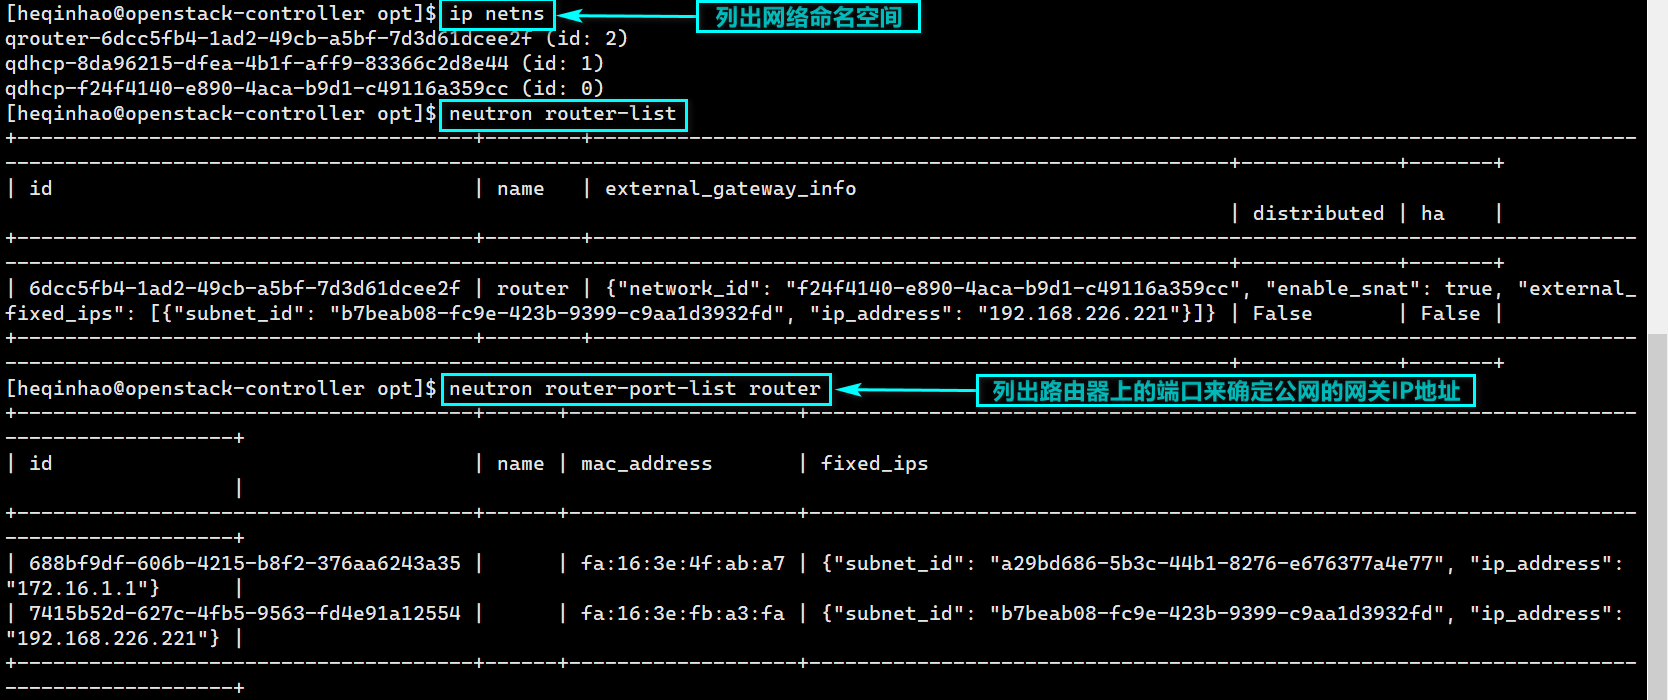 [heqinhao@openstack-controller opt]$ ip netns 列出网络命名空间
qrouter-6dcc5fb4-1ad2-49cb-a5bf-7d3d61dcee2f (id: 2)
qdhcp-8da96215-dfea-4b1f-aff9-83366c2d8e44 (id: 1)
qdhcp-f24f4140-e890-4aca-b9d1-c49116a359cc (id: 0)
[heqinhao@openstack-controller opt]$ neutron router-list
| id | name | external_gateway_info
| distributed | ha |
| 6dcc5fb4-1ad2-49cb-a5bf-7d3d61dcee2f | router | {"network_id": "f24f4140-e890-4aca-b9d1-c49116a359cc", "enable_snat": true, "external_
fixed_ips": [{"subnet_id": "b7beab08-fc9e-423b-9399-c9aa1d3932fd", "ip_address": "192.168.226.221"}]} | False | False |
[heqinhao@openstack-controller opt]$ neutron router-port-list router 列出路由器上的端口来确定公网的网关IP地址
| id | name | mac_address | fixed_ips
|
| 688bf9df-606b-4215-b8f2-376aa6243a35 | | fa:16:3e:4f:ab:a7 | {"subnet_id": "a29bd686-5b3c-44b1-8276-e676377a4e77", "ip_address":
"172.16.1.1"} |
| 7415b52d-627c-4fb5-9563-fd4e91a12554 | | fa:16:3e:fb:a3:fa | {"subnet_id": "b7beab08-fc9e-423b-9399-c9aa1d3932fd", "ip_address":
"192.168.226.221"} |